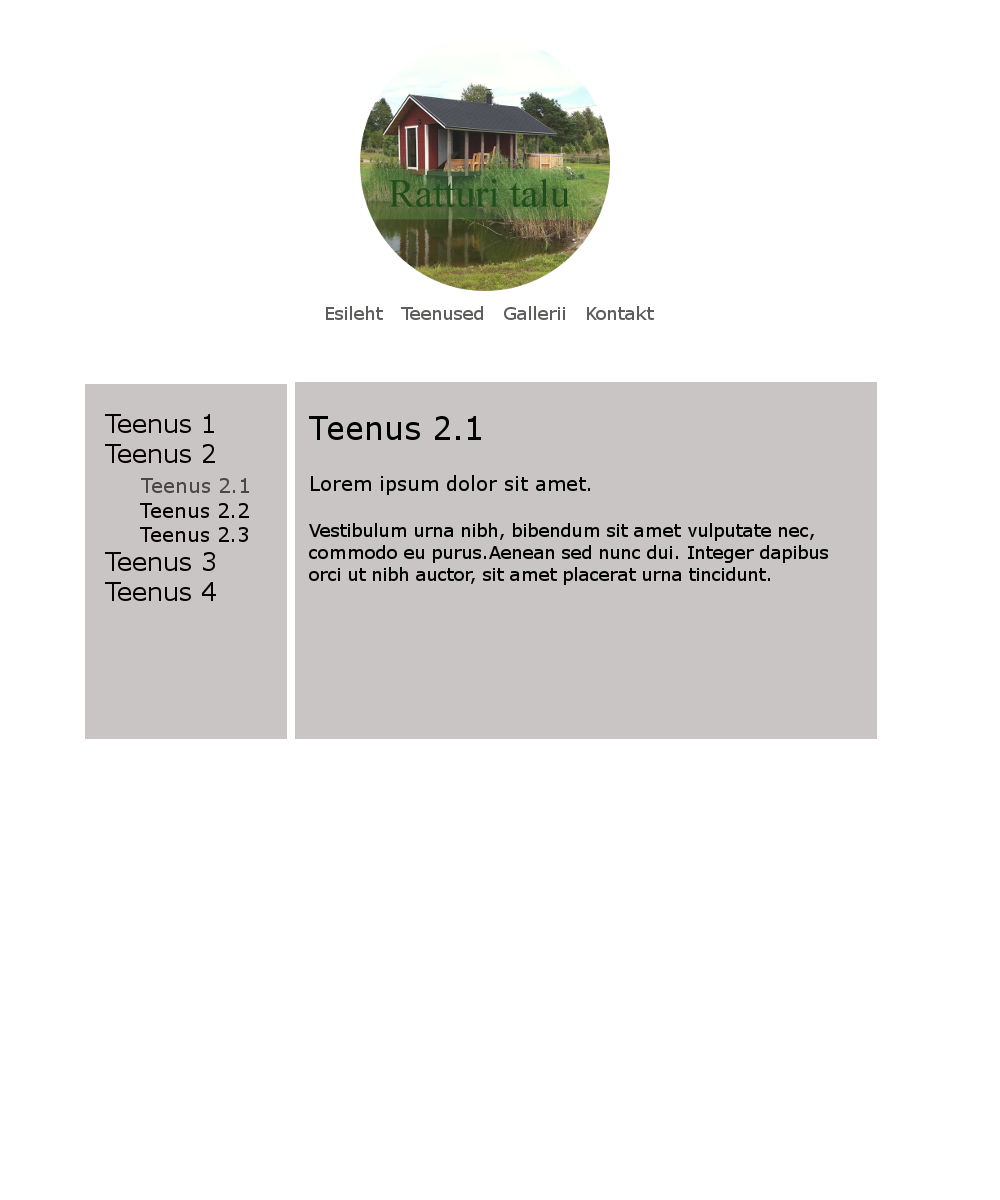 Ratturi talu
Esileht Teenused Gallerii Kontakt
Teenus 1
Teenus 2
Teenus 2.1
Teenus 2.2
Teenus 2.3
Teenus 3
Teenus 4
Teenus 2.1
Lorem ipsum dolor sit amet.
Vestibulum urna nibh, bibendum sit amet vulputate nec,
commodo eu purus.Aenean sed nunc dui. Integer dapibus
orci ut nibh auctor, sit amet placerat urna tincidunt.